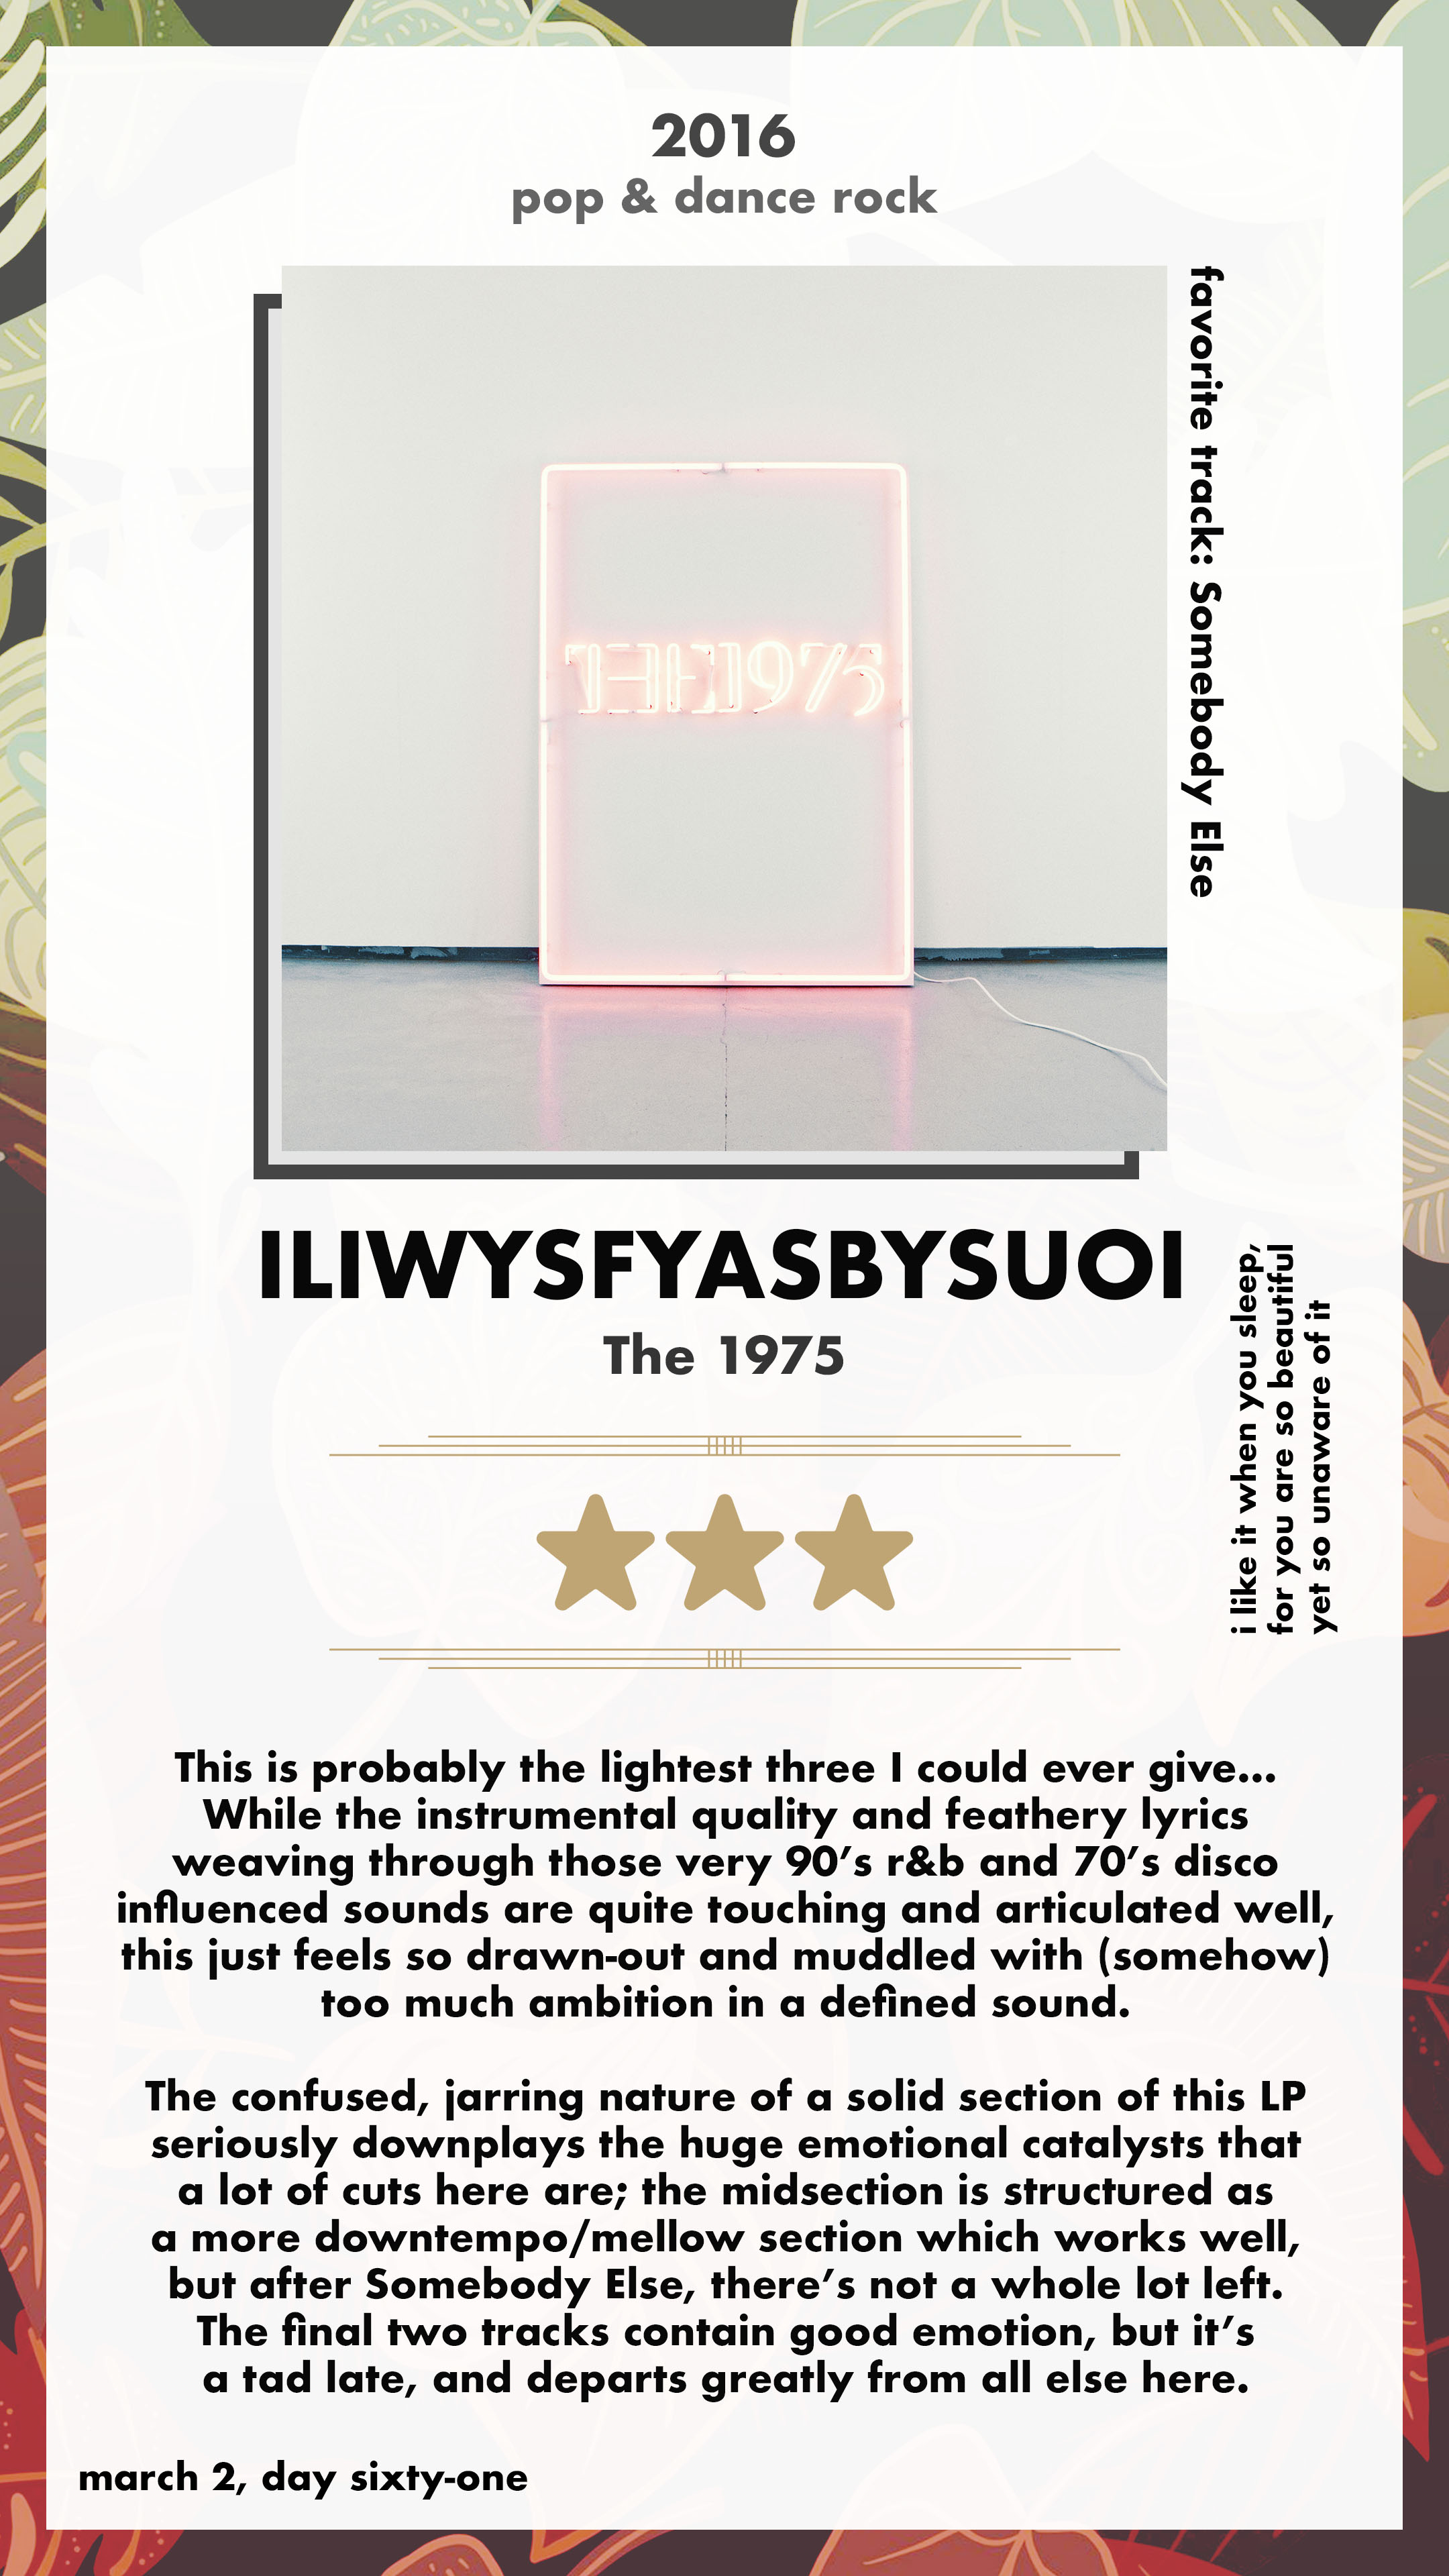 2016
pop & dance rock
THE 1975
favorite track: Somebody Else
ILIWYSFYASBYSUOI
The 1975
i like it when you sleep,
for you are so beautiful
yet so unaware of it
This is probably the lightest three I could ever give...
While the instrumental quality and feathery lyrics
weaving through those very 90’s r&b and 70’s disco
influenced sounds are quite touching and articulated well,
this just feels so drawn-out and muddled with (somehow)
too much ambition in a defined sound.
The confused, jarring nature of a solid section of this LP
seriously downplays the huge emotional catalysts that
a lot of cuts here are; the midsection is structured as
a more downtempo/mellow section which works well,
but after Somebody Else, there’s not a whole lot left.
The final two tracks contain good emotion, but it’s
a tad late, and departs greatly from all else here.
march 2, day sixty-one